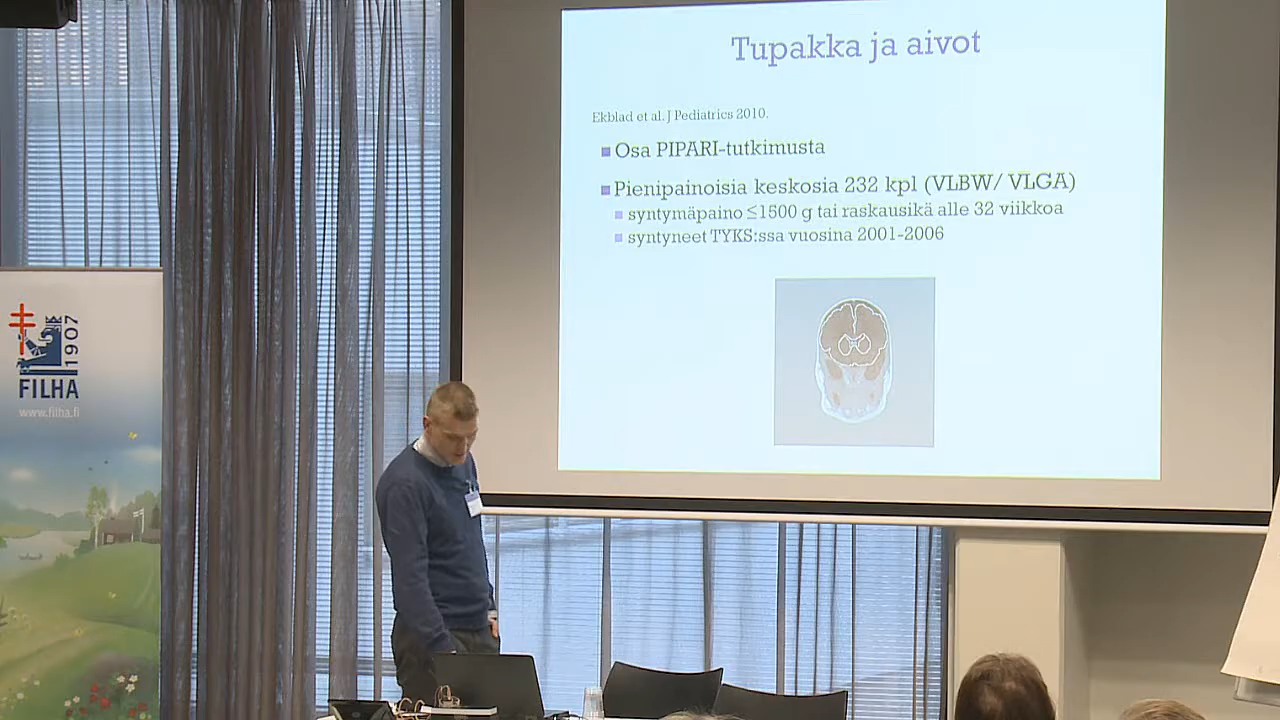 Tupakka ja aivot
Ekblad et al. J Pediatrics 2010.
Osa PIPARI-tutkimusta
Pienipainoisia keskosia 232 kpl (VLBW/ VLGA)
syntymäpaino ≤1500 g tai raskausikä alle 32 viikkoa
syntyneet TYKS:ssa vuosina 2001-2006
1907
FILHA
www.filha.fi